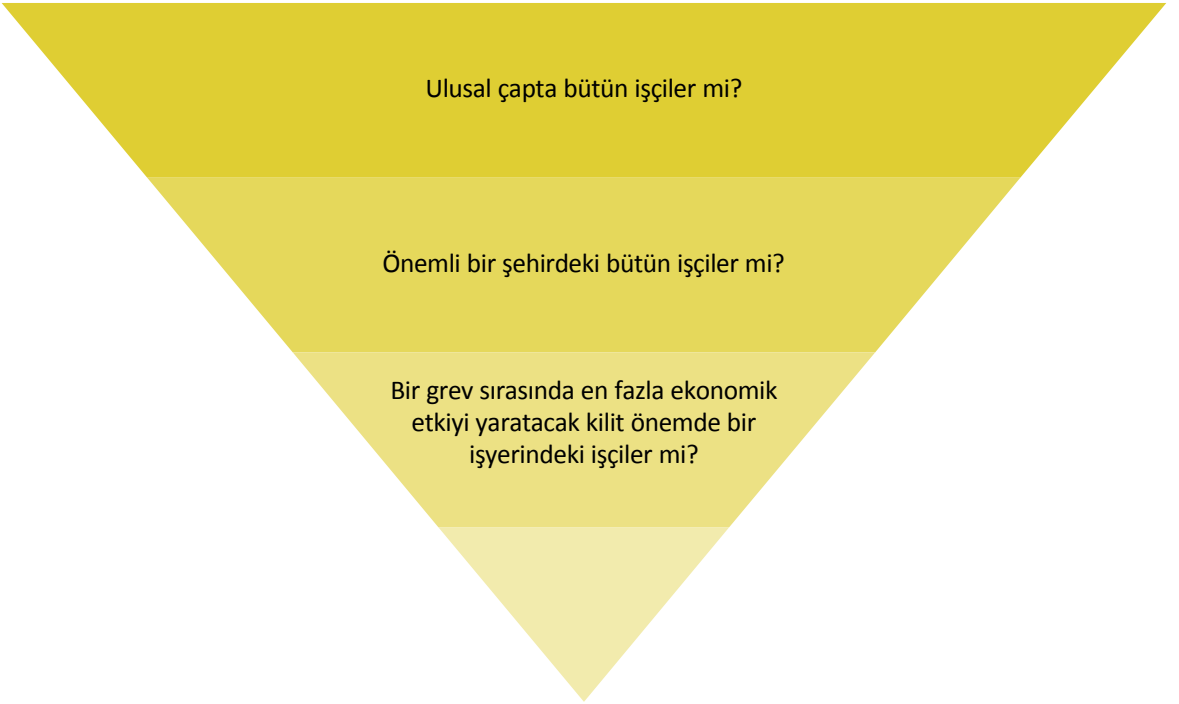 Ulusal çapta bütün işçiler mi?
Önemli bir şehirdeki bütün işçiler mi?
Bir grev sırasında en fazla ekonomik
etkiyi yaratacak kilit önemde bir
işyerindeki işçiler mi?